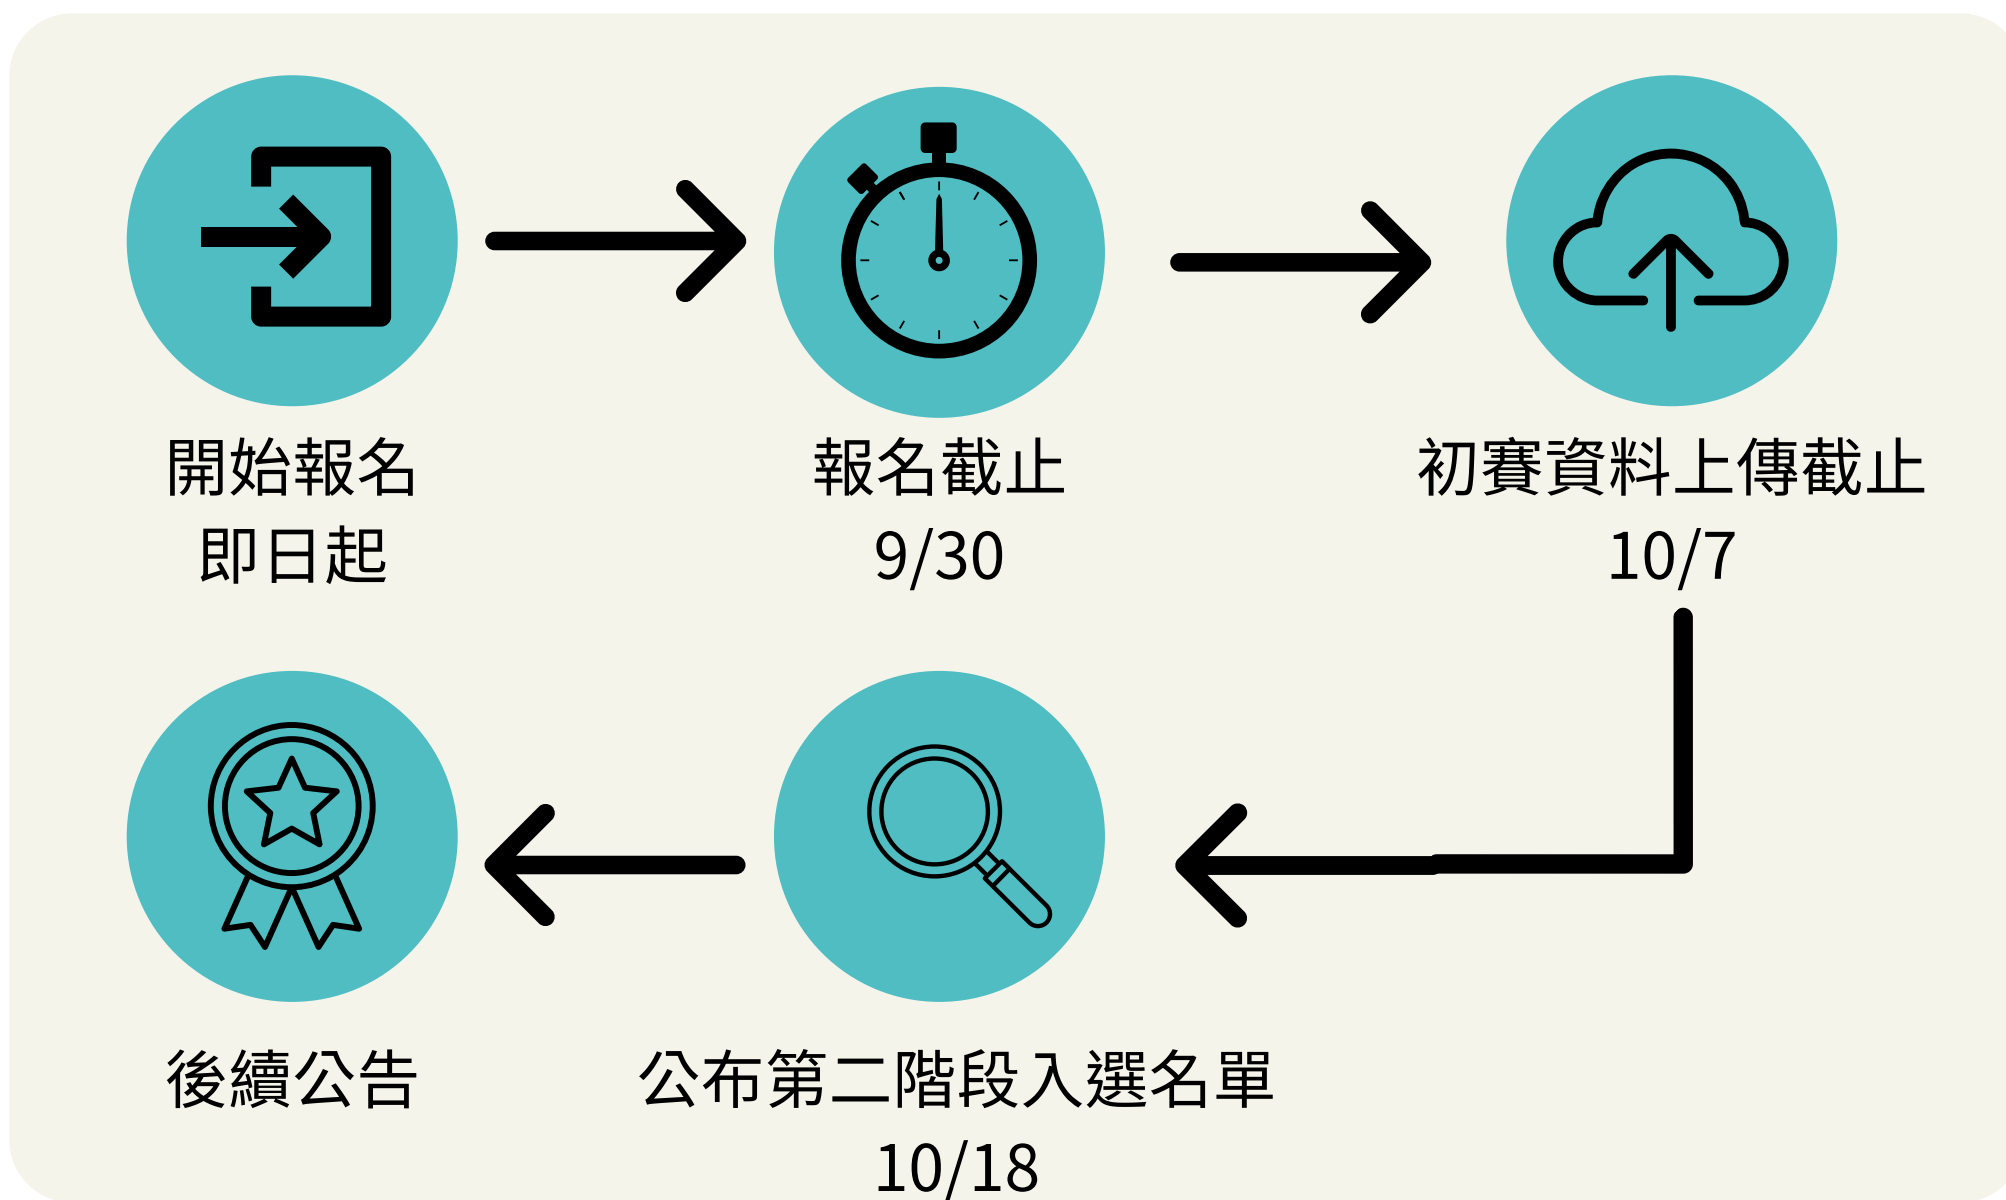 開始報名
即日起
報名截止
9/30
初賽資料上傳截止
10/7
公布第二階段入選名單
10/18
後續公告